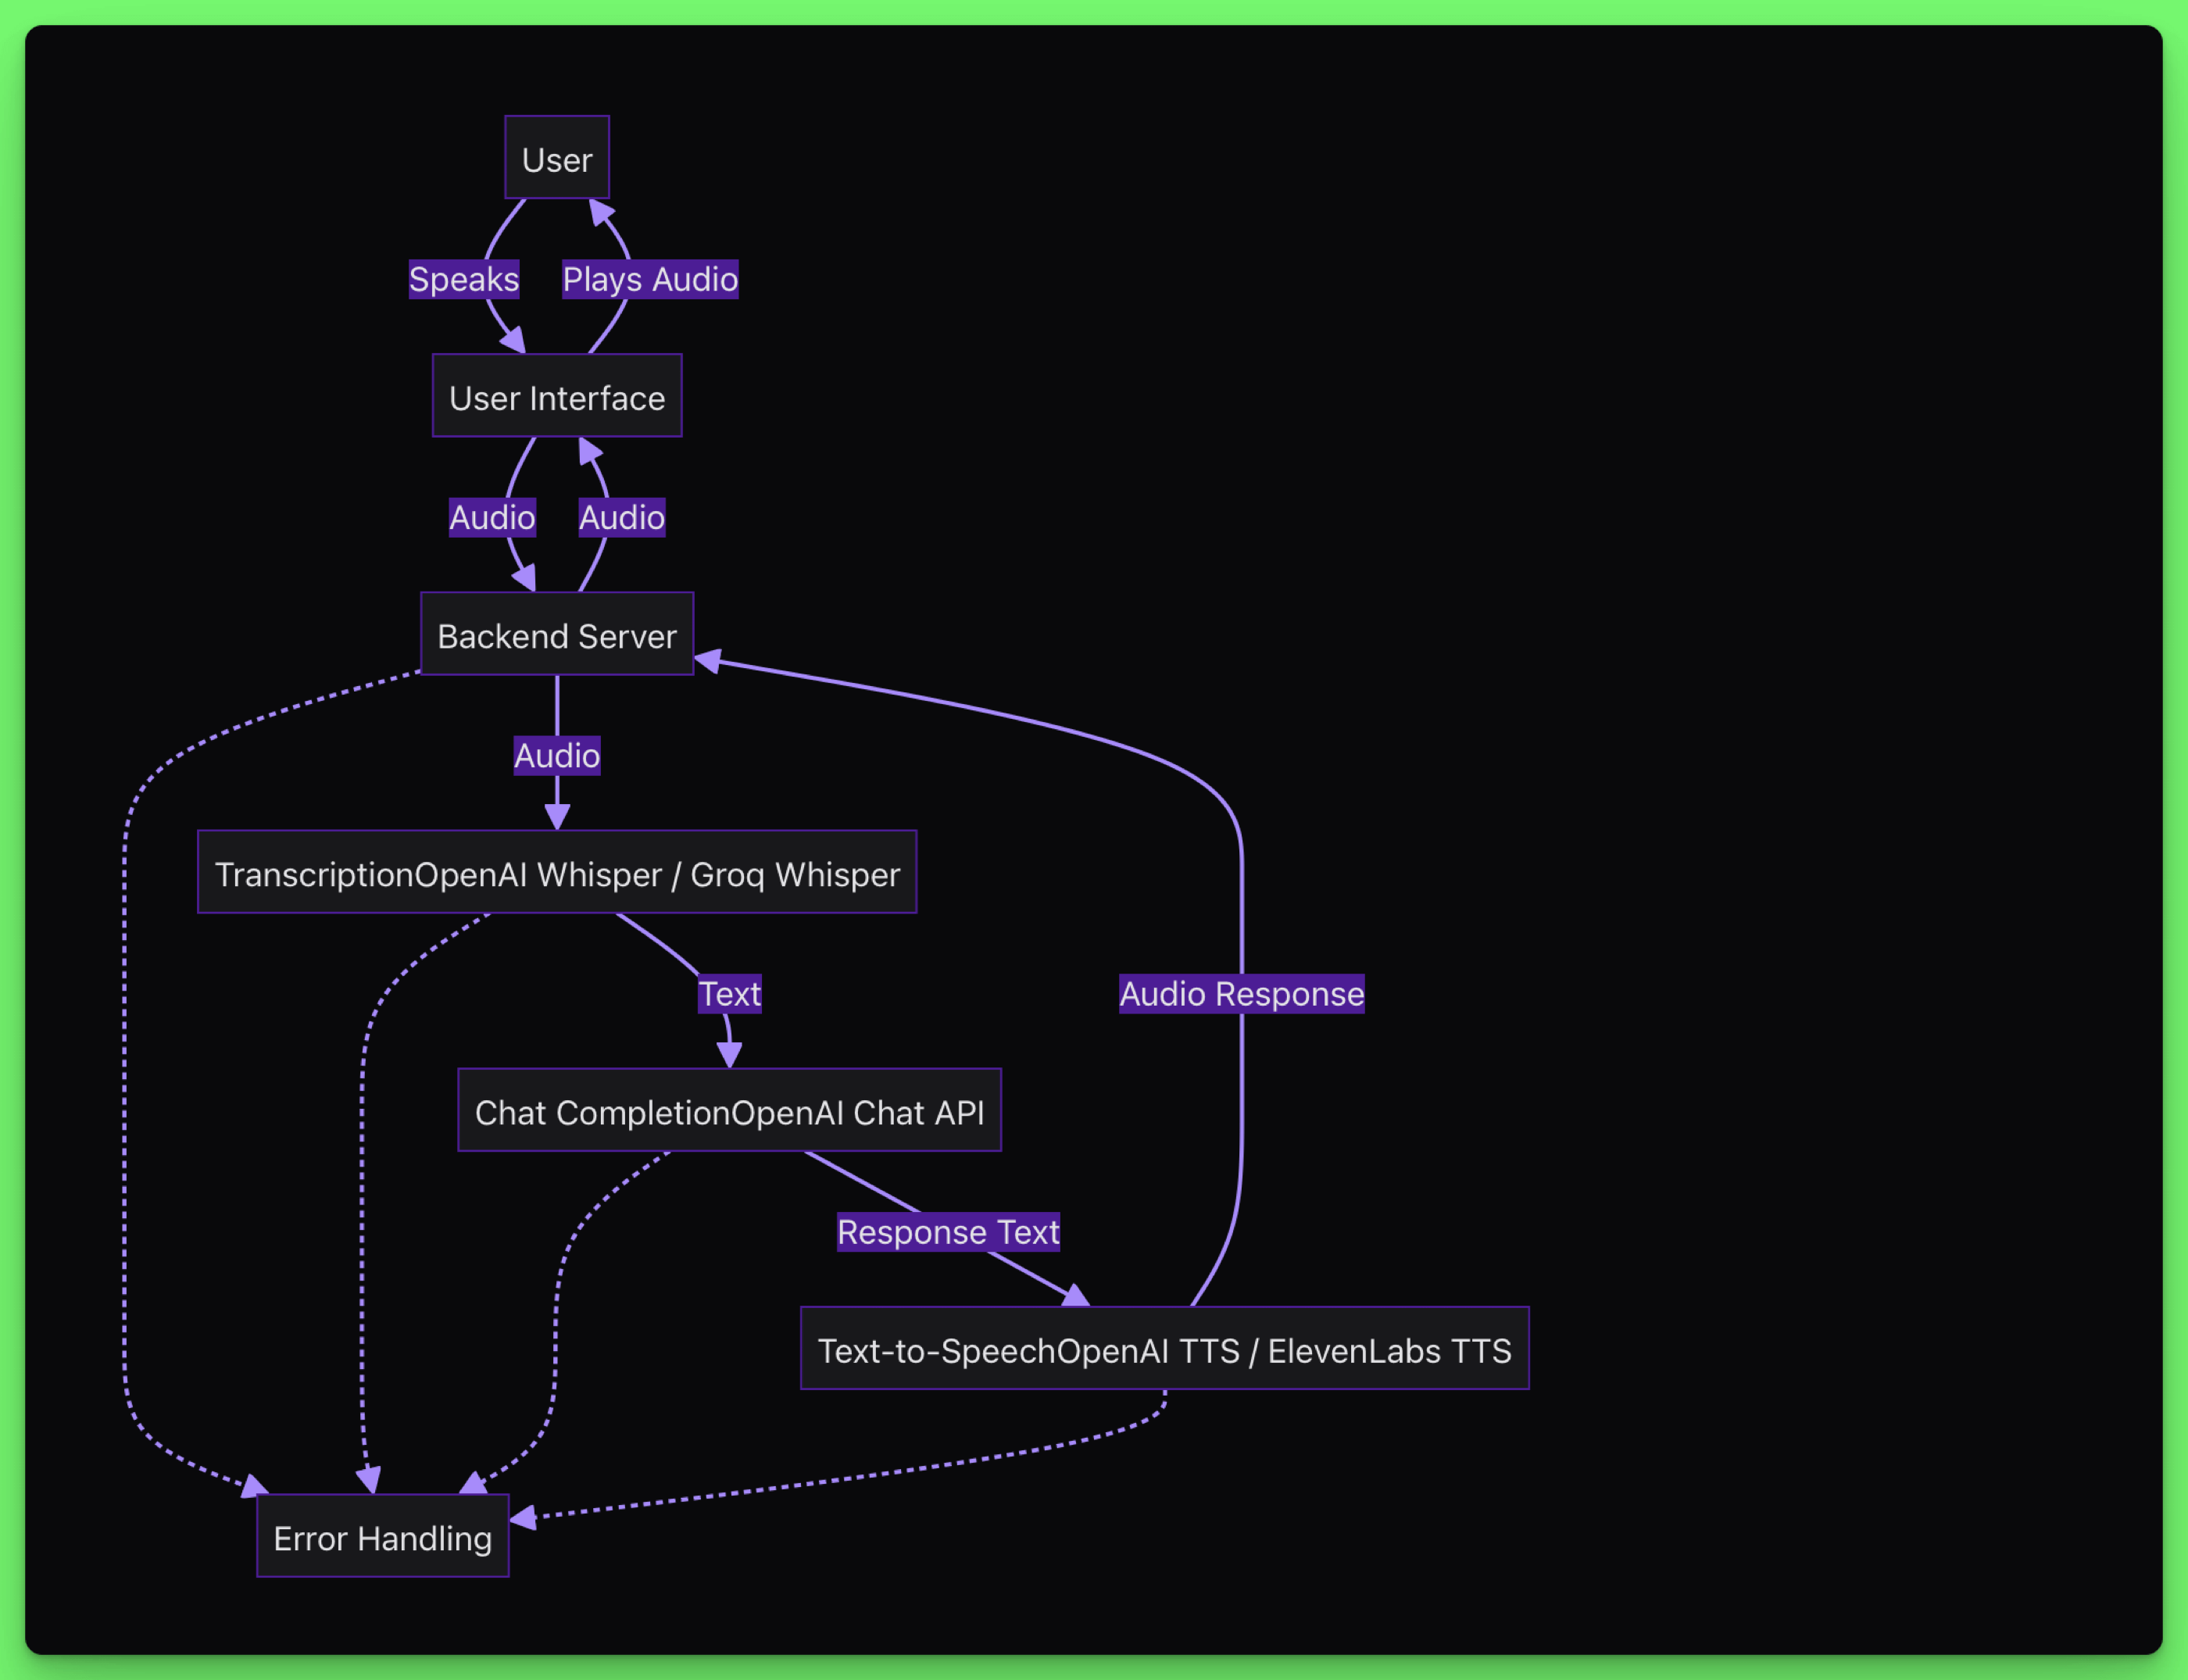 User
Speaks
Plays Audio
User Interface
Audio
Audio
Backend Server
Audio
TranscriptionOpenAI Whisper / Groq Whisper
Text
Audio Response
Chat CompletionOpenAI Chat API
Response Text
Text-to-SpeechOpenAI TTS / ElevenLabs TTS
Error Handling